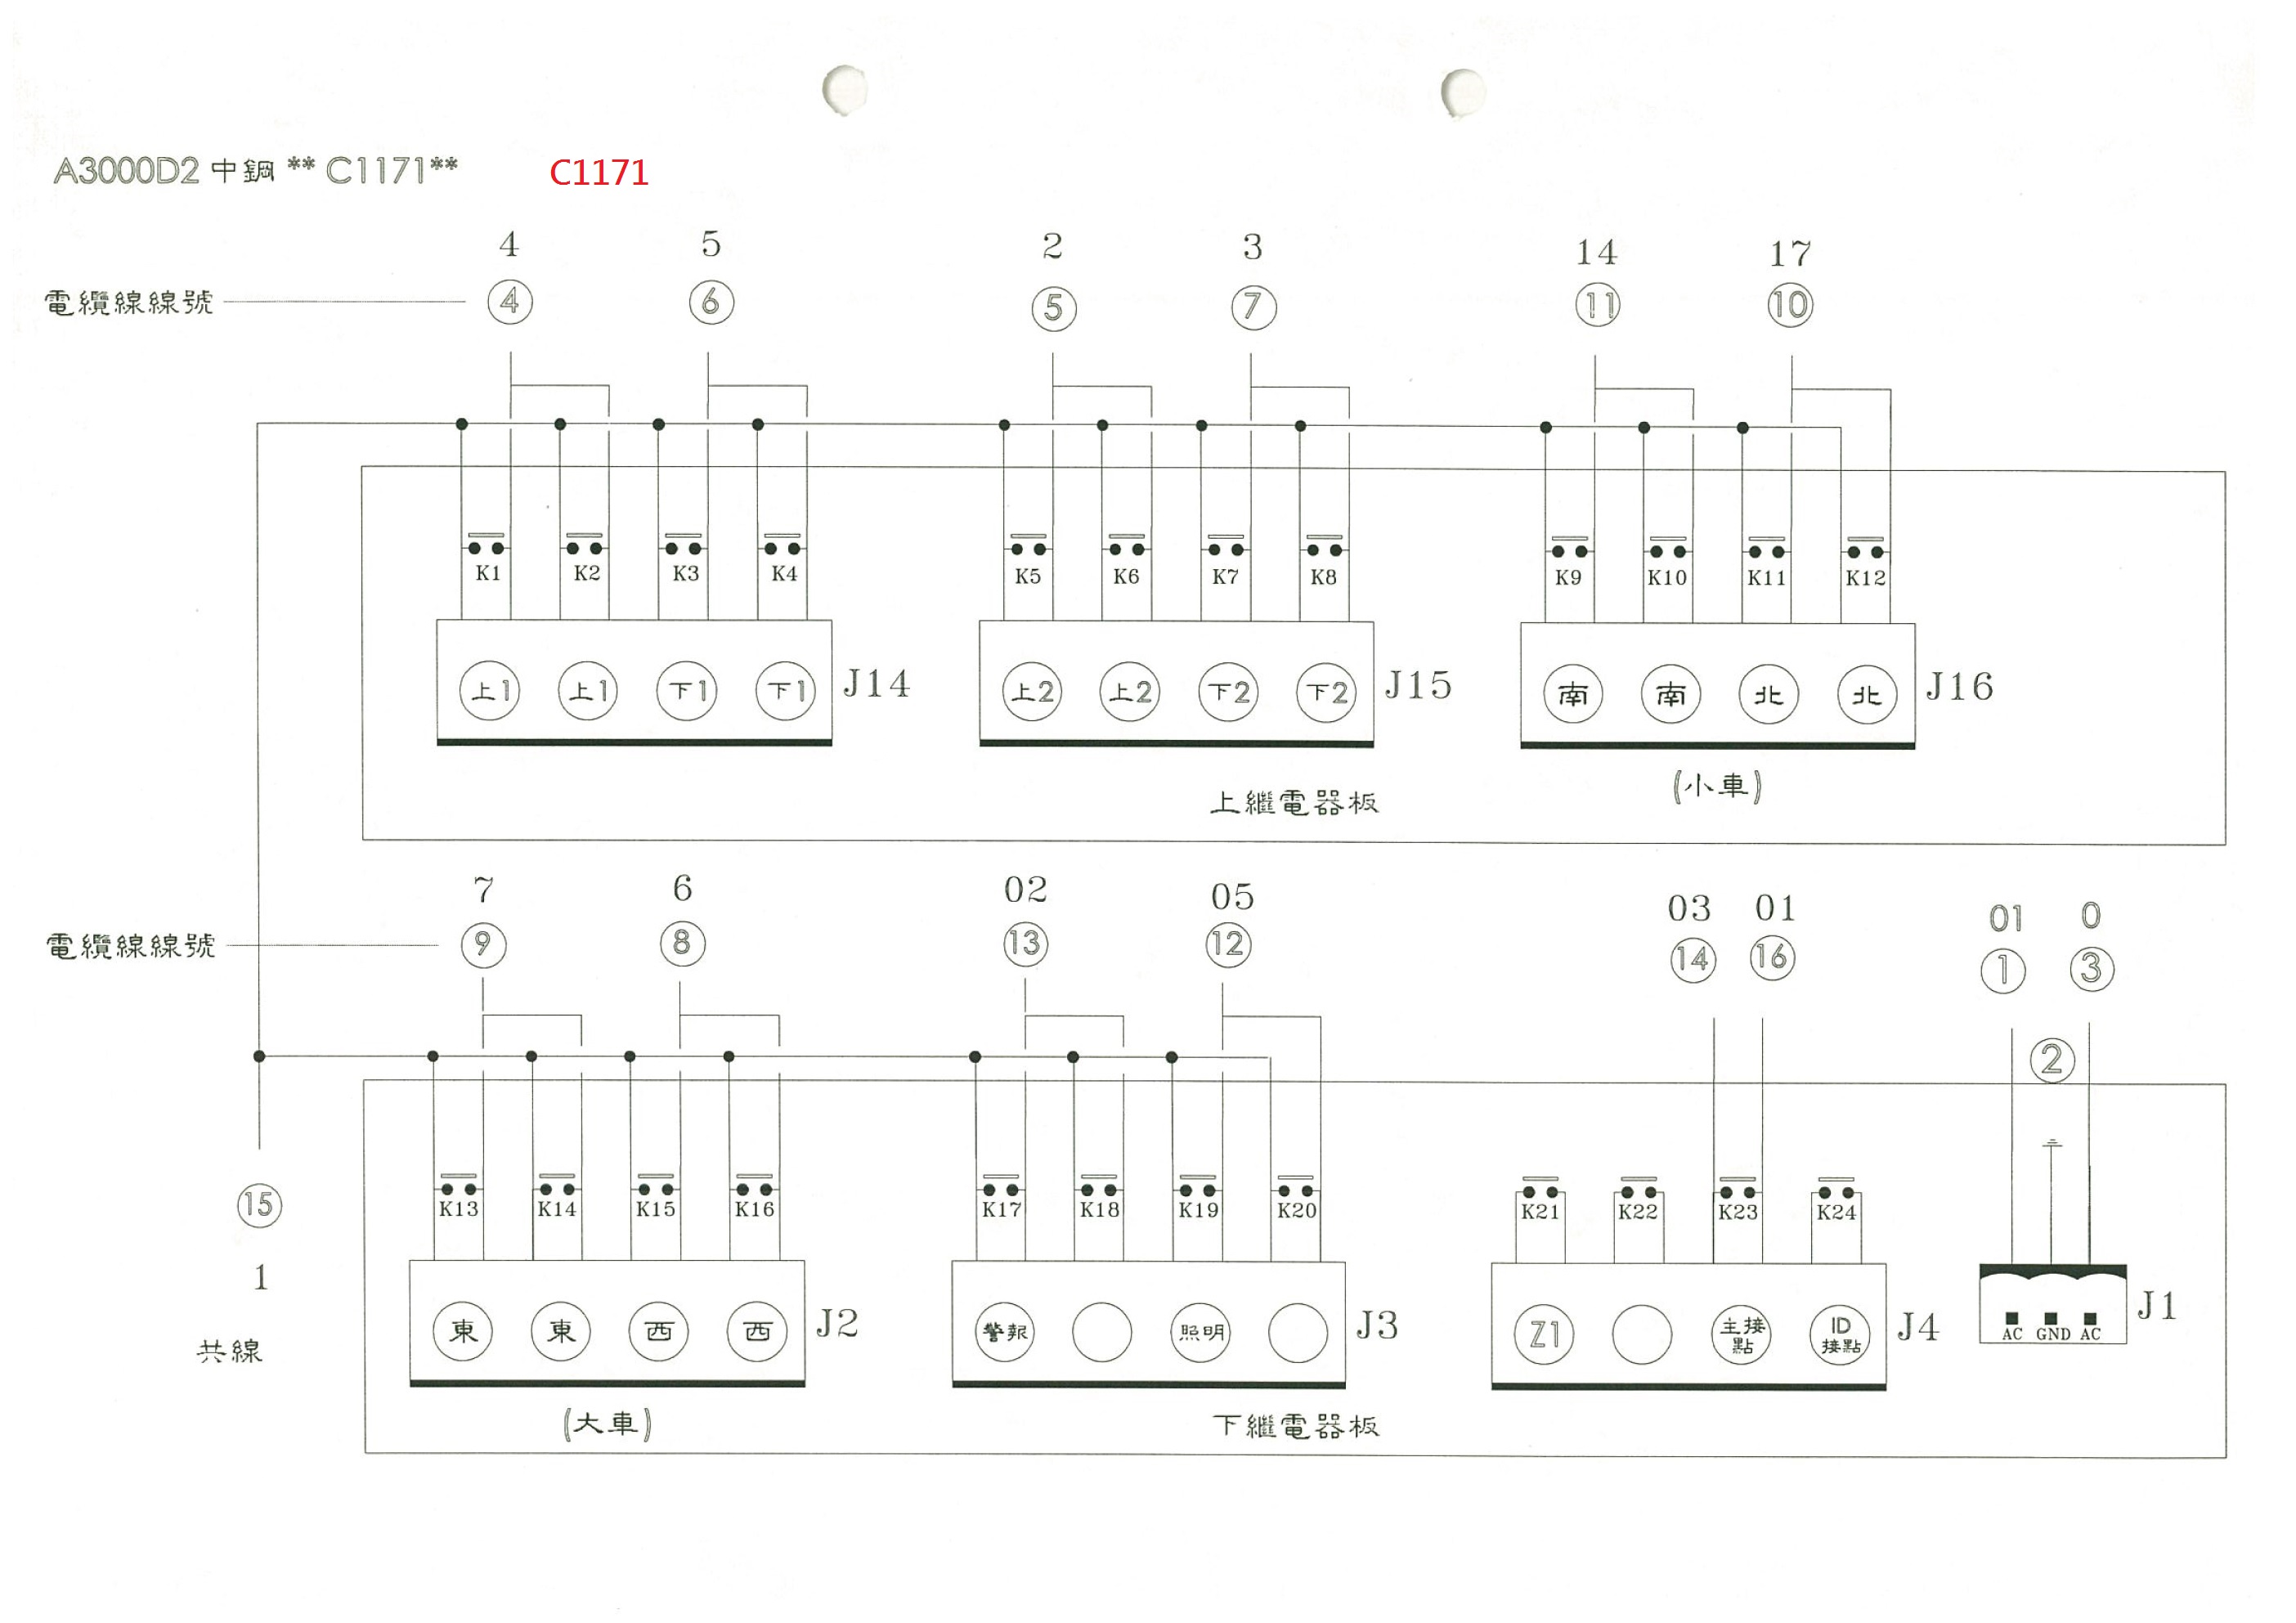 A3000D2 中鋼 ** C1171** C1171
4 5 2 3 14 17
電纜線線號 ④ ⑥ ⑤ ⑦ ⑪ ⑩
K1 K2 K3 K4 K5 K6 K7 K8 K9 K10 K11 K12
上1 上1 下1 下1 J14 上2 上2 下2 下2 J15 南 南 北 北 J16
(小車)
上繼電器板
7 6 02 05 03 01 01 0
電纜線線號 ⑨ ⑧ ⑬ ⑫ ⑭ ⑯ ① ③
②
K13 K14 K15 K16 K17 K18 K19 K20 K21 K22 K23 K24
⑮
1
共線
東 東 西 西 J2 警報 照明 J3 Z1 主接點 ID接點 J4 AC GND AC J1
(大車)
下繼電器板